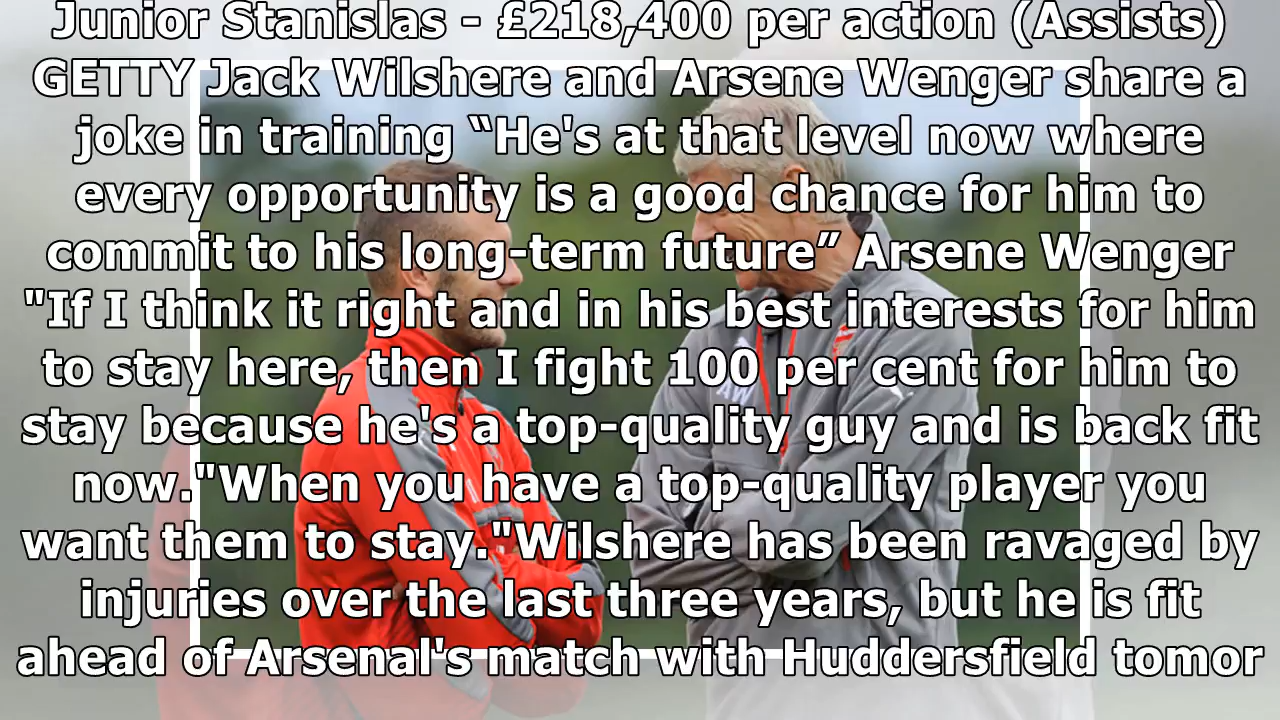 Junior Stanislas - £218,400 per action (Assists)
GETTY Jack Wilshere and Arsene Wenger share a
joke in training “He's at that level now where
every opportunity is a good chance for him to
commit to his long-term future” Arsene Wenger
"If I think it right and in his best interests for him
to stay here, then I fight 100 per cent for him to
stay because he's a top-quality guy and is back fit
now."When you have a top-quality player you
want them to stay."Wilshere has been ravaged by
injuries over the last three years, but he is fit
ahead of Arsenal's match with Huddersfield tomor